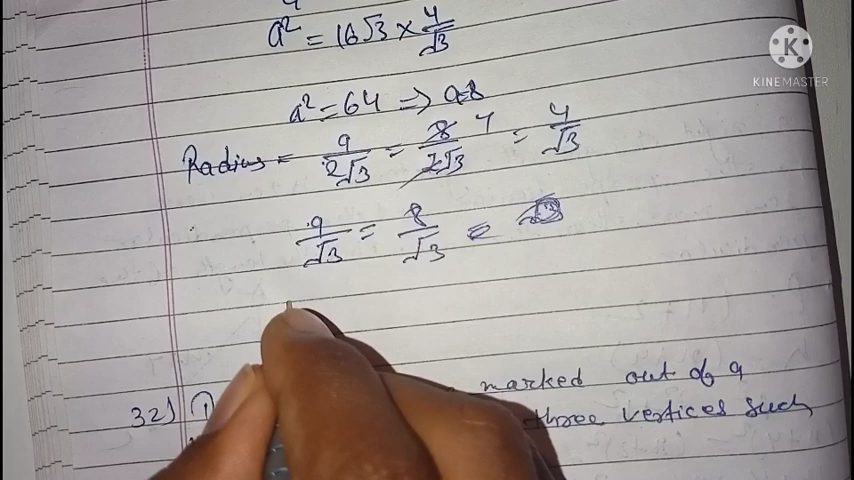 a² = 16√3 × 4/√3
KINEMASTER
a² = 64 => a=8
Radius = a/2√3 = 8/2√3 4 = 4/√3
a/√3 = 8/√3 =
32) marked out of a
three vertices such